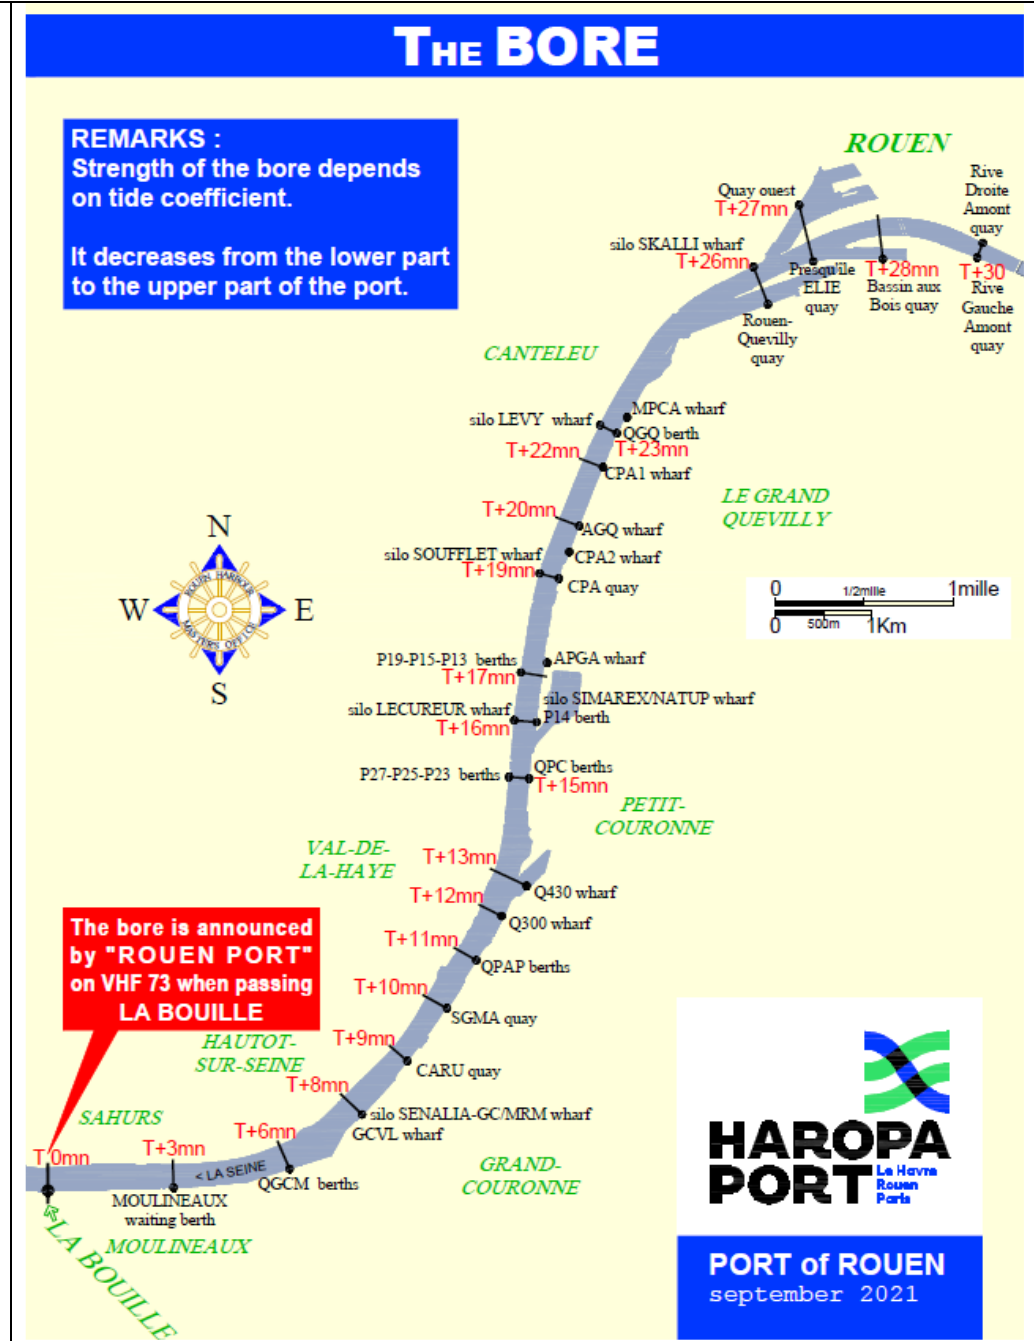 THE BORE
REMARKS :
Strength of the bore depends
on tide coefficient.
It decreases from the lower part
to the upper part of the port.
ROUEN
Rive
Droite
Amont
quay
Quay ouest
T+27mn
silo SKALLI wharf
T+26mn
Presqu'ile
ELIE
quay
T+28mn
Bassin aux
Bois quay
T+30
Rive
Gauche
Amont
quay
Rouen-
Quevilly
quay
CANTELEU
MPCA wharf
silo LEVY wharf
QGQ berth
T+22mn
T+23mn
CPA1 wharf
LE GRAND
QUEVILLY
T+20mn
AGQ wharf
silo SOUFFLET wharf
CPA2 wharf
T+19mn
CPA quay
N
W
E
S
ROUEN HARBOUR
MASTER'S OFFICE
0
1/2mille
1mille
0
500m
1Km
P19-P15-P13 berths
APGA wharf
T+17mn
silo SIMAREX/NATUP wharf
silo LECUREUR wharf
P14 berth
T+16mn
P27-P25-P23 berths
QPC berths
T+15mn
PETIT-
COURONNE
VAL-DE-
LA-HAYE
T+13mn
Q430 wharf
T+12mn
Q300 wharf
The bore is announced
by "ROUEN PORT"
on VHF 73 when passing
LA BOUILLE
T+11mn
QPAP berths
T+10mn
SGMA quay
HAUTOT-
SUR-SEINE
T+9mn
CARU quay
T+8mn
silo SENALIA-GC/MRM wharf
GCVL wharf
SAHURS
T+6mn
T 0mn
T+3mn
< LA SEINE
QGCM berths
GRAND-
COURONNE
MOULINEAUX
waiting berth
MOULINEAUX
LA BOUILLE
HAROPA
PORT
Le Havre
Rouen
Paris
PORT of ROUEN
september 2021